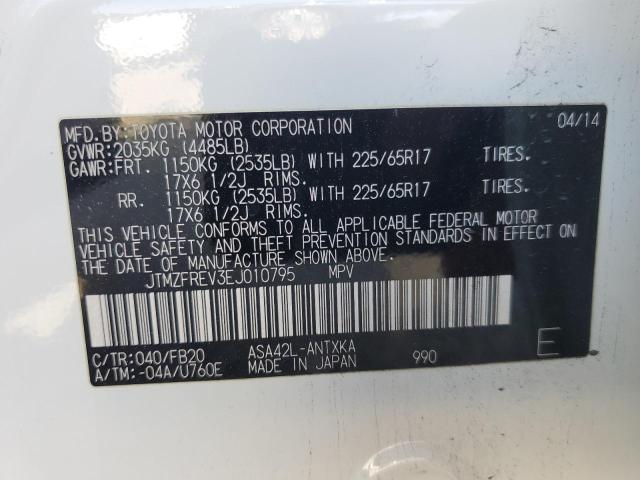 MFD.BY:TOYOTA MOTOR CORPORATION 04/14
GVWR:2035KG (4485LB)
GAWR:FRT. 1150KG (2535LB) WITH 225/65R17 TIRES.
17X6 1/2J RIMS.
RR. 1150KG (2535LB) WITH 225/65R17 TIRES.
17X6 1/2J RIMS.
THIS VEHICLE CONFORMS TO ALL APPLICABLE FEDERAL MOTOR
VEHICLE SAFETY AND THEFT PREVENTION STANDARDS IN EFFECT ON
THE DATE OF MANUFACTURE SHOWN ABOVE.
JTMZFREV3EJ010795 MPV
C/TR:040/FB20 ASA42L-ANTXKA E
A/TM:-04A/U760E MADE IN JAPAN 990